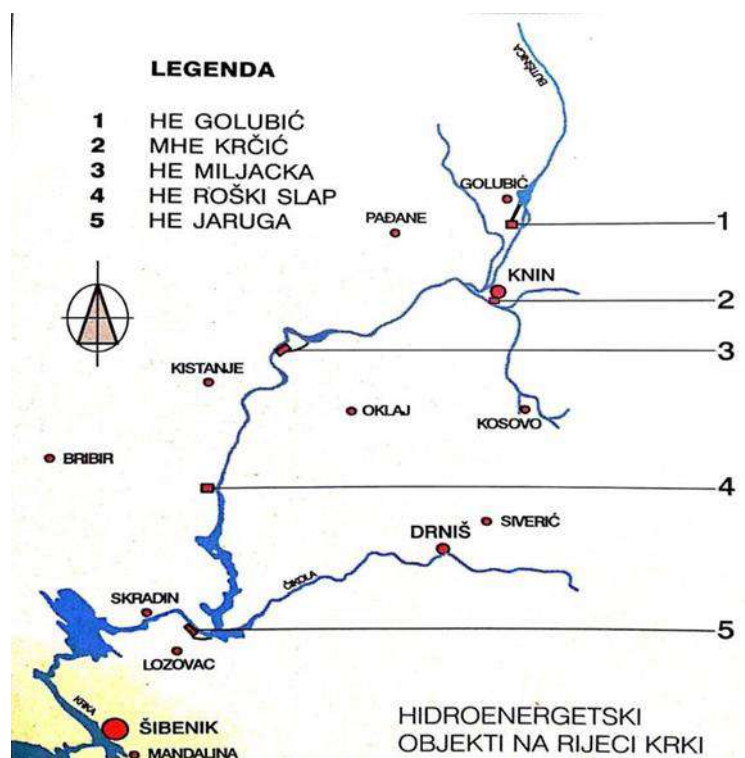 LEGENDA
1 HE GOLUBIĆ
2 MHE KRČIĆ
3 HE MILJACKA
4 HE ROŠKI SLAP
5 HE JARUGA
BUTIŠNICA
GOLUBIĆ
PAĐANE
1
KNIN
2
3
KISTANJE
OKLAJ
KOSOVO
BRIBIR
4
SIVERIĆ
DRNIŠ
ČIKOLA
SKRADIN
5
LOZOVAC
KRKA
ŠIBENIK
MANDALINA
HIDROENERGETSKI
OBJEKTI NA RIJECI KRKI